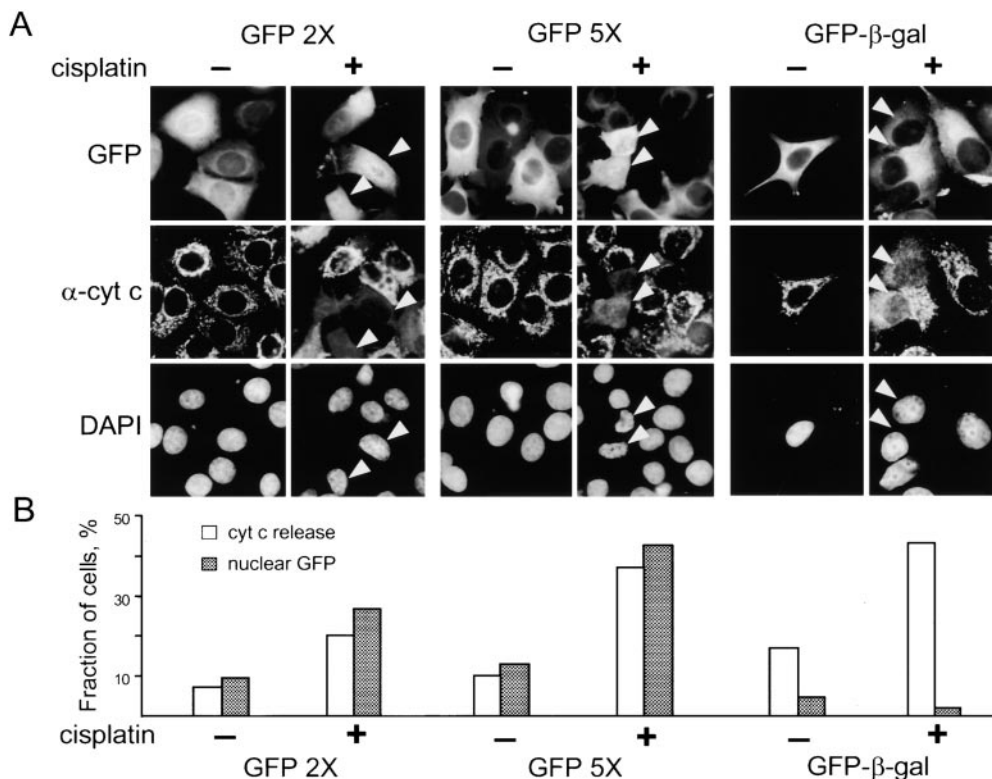 A
GFP 2X GFP 5X GFP-β-gal
cisplatin − + − + − +
GFP
α-cyt c
DAPI
B
Fraction of cells, %
50
30
10
cyt c release
nuclear GFP
cisplatin − + − + − +
GFP 2X GFP 5X GFP-β-gal